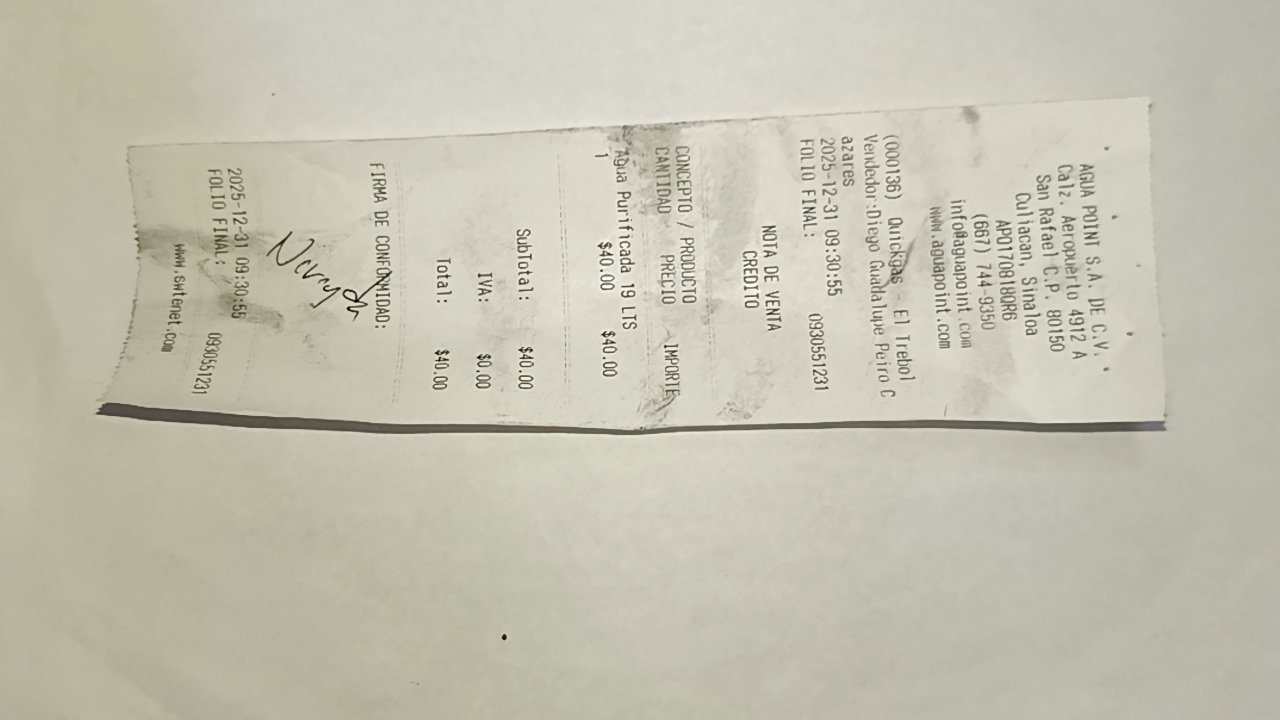 AGUA POINT S.A. DE C.V.
Calz. Aeropuerto 4912 A
San Rafael C.P. 80150
Culiacan, Sinaloa
APO170818QR6
(667) 744-9350
info@aguapoint.com
www.aguapoint.com
(000136) Quickgas - El Trebol
Vendedor:Diego Guadalupe Peiro C
azares
2025-12-31 09:30:55
FOLIO FINAL: 0930551231
NOTA DE VENTA
CREDITO
CONCEPTO / PRODUCTO
CANTIDAD PRECIO IMPORTE
Agua Purificada 19 LTS
1 $40.00 $40.00
SubTotal: $40.00
IVA: $0.00
Total: $40.00
FIRMA DE CONFORMIDAD:
2025-12-31 09:30:55
FOLIO FINAL: 0930551231
www.swtenet.com